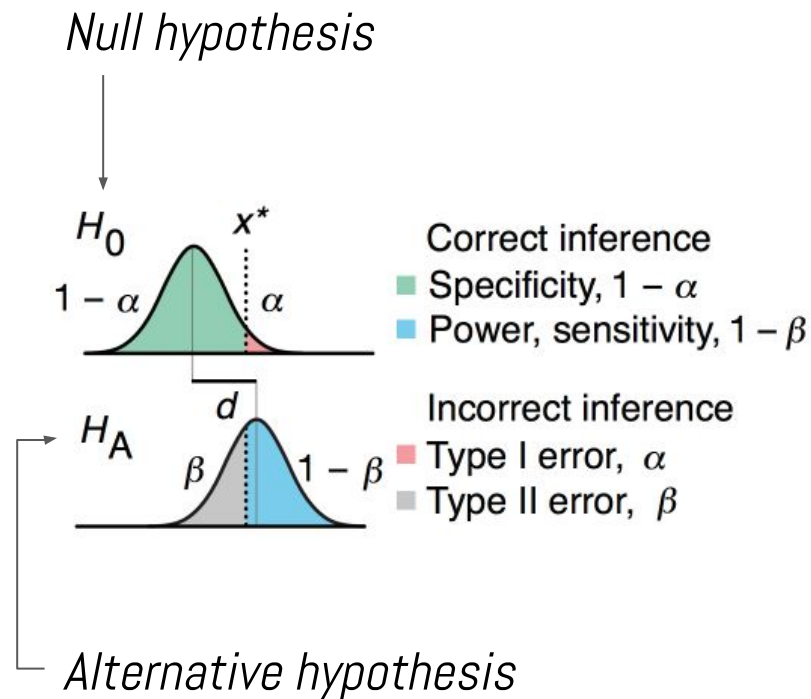 Null hypothesis
H0
x*
1 – α
α
Correct inference
Specificity, 1 – α
Power, sensitivity, 1 – β
d
HA
β
1 – β
Incorrect inference
Type I error, α
Type II error, β
Alternative hypothesis